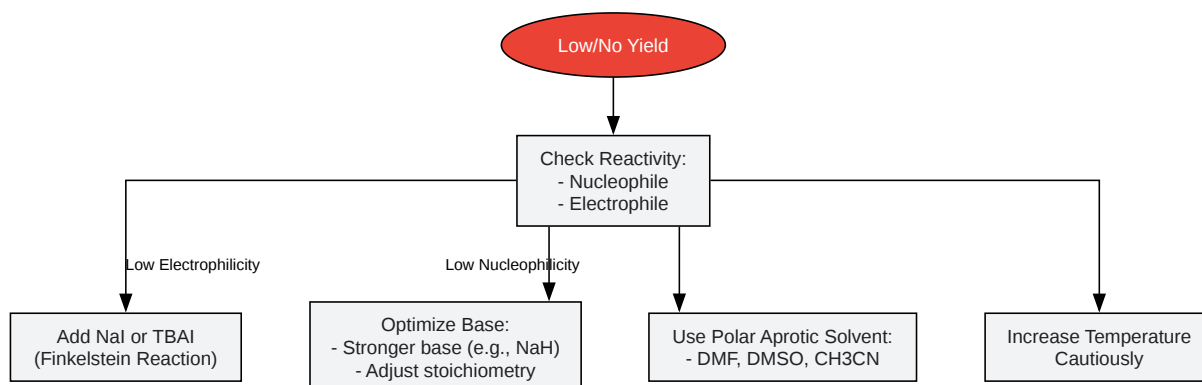 Low/No Yield
Check Reactivity:
- Nucleophile
- Electrophile
Low Electrophilicity
Low Nucleophilicity
Add NaI or TBAI
(Finkelstein Reaction)
Optimize Base:
- Stronger base (e.g., NaH)
- Adjust stoichiometry
Use Polar Aprotic Solvent:
- DMF, DMSO, CH3CN
Increase Temperature
Cautiously